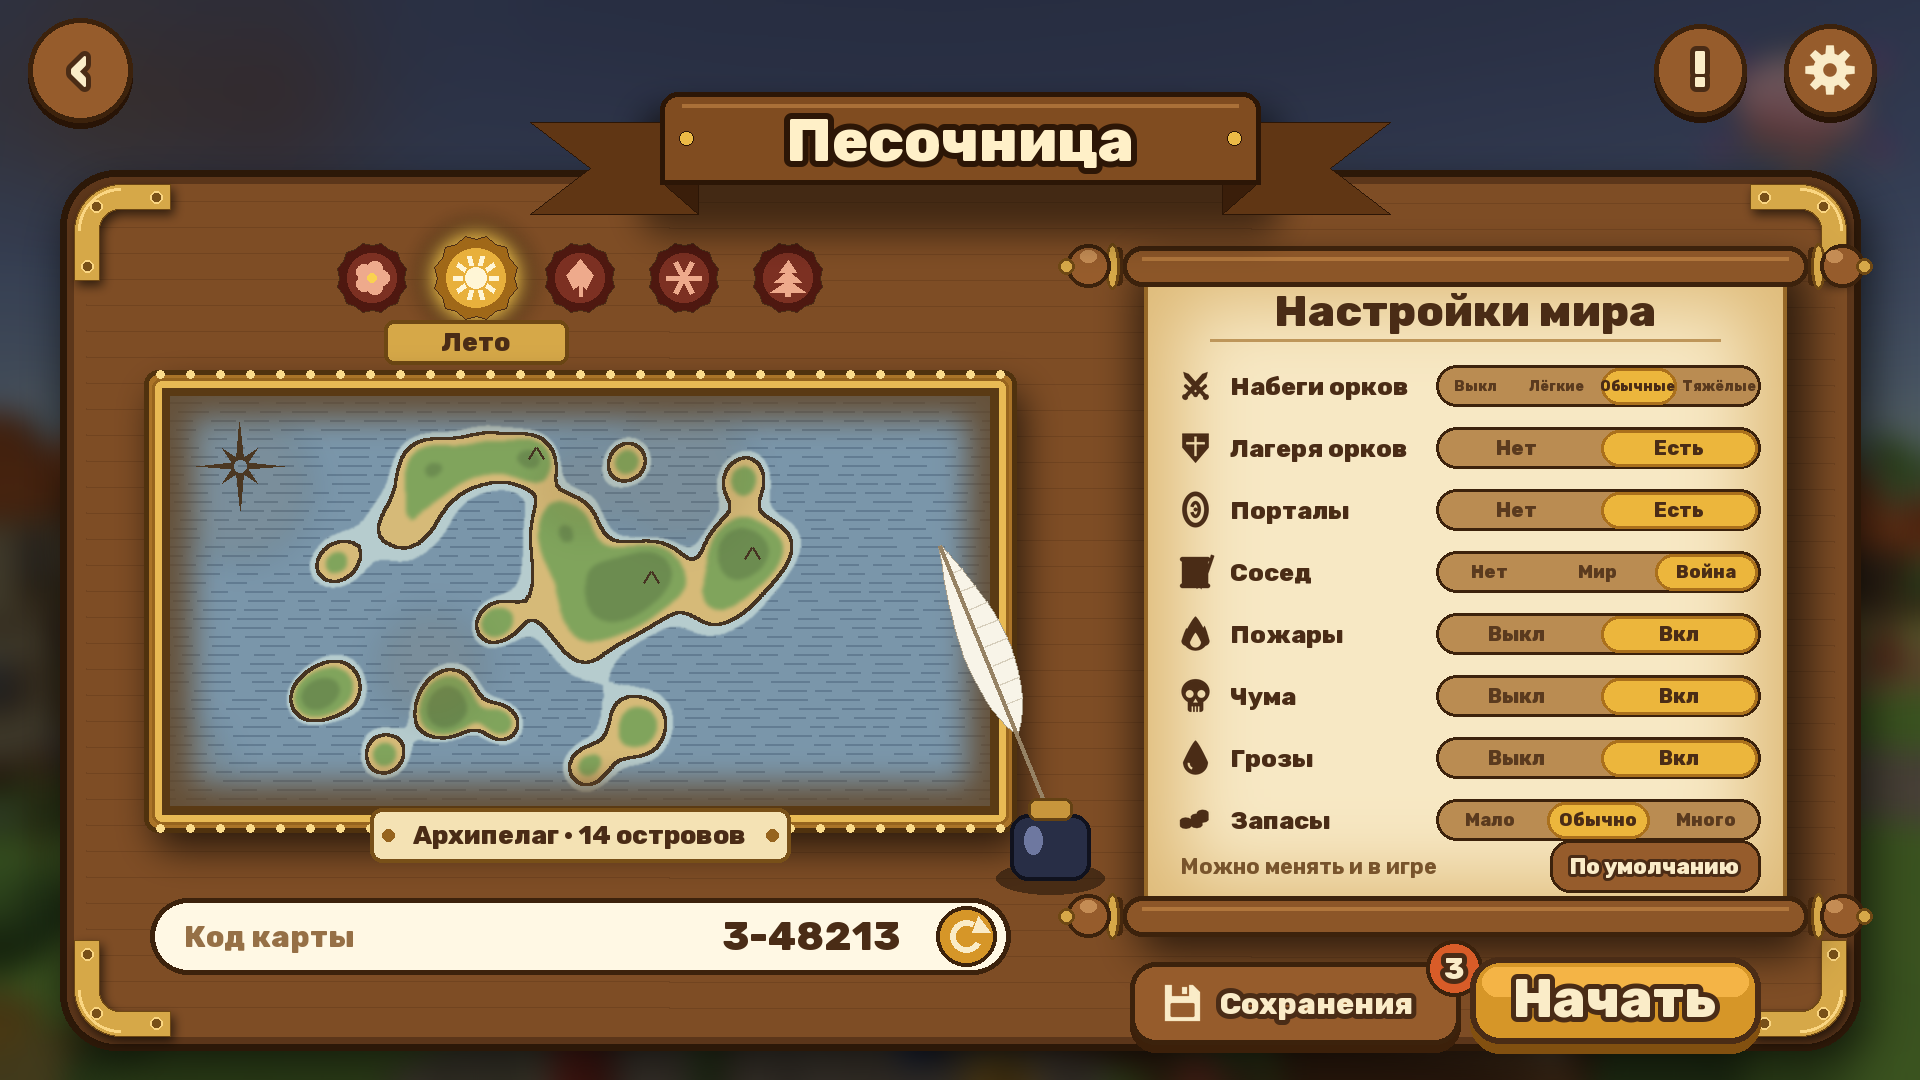 Песочница
Лето
Архипелаг • 14 островов
Код карты 3-48213
Настройки мира
Набеги орков Выкл Лёгкие Обычные Тяжёлые
Лагеря орков Нет Есть
Порталы Нет Есть
Сосед Нет Мир Война
Пожары Выкл Вкл
Чума Выкл Вкл
Грозы Выкл Вкл
Запасы Мало Обычно Много
Можно менять и в игре По умолчанию
Сохранения 3 Начать